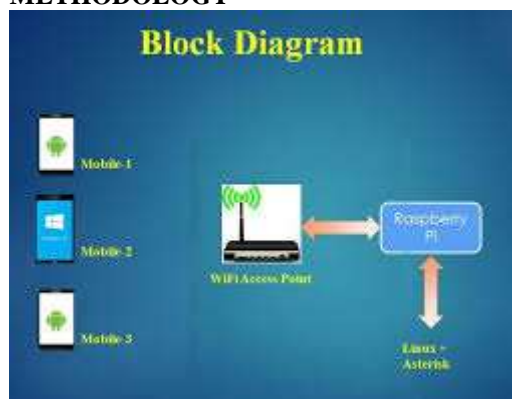 METHODOLOGY
Block Diagram
Mobile-1
Mobile-2
Mobile-3
WiFi Access Point
Raspberry
Pi
Linux -
Asterisk